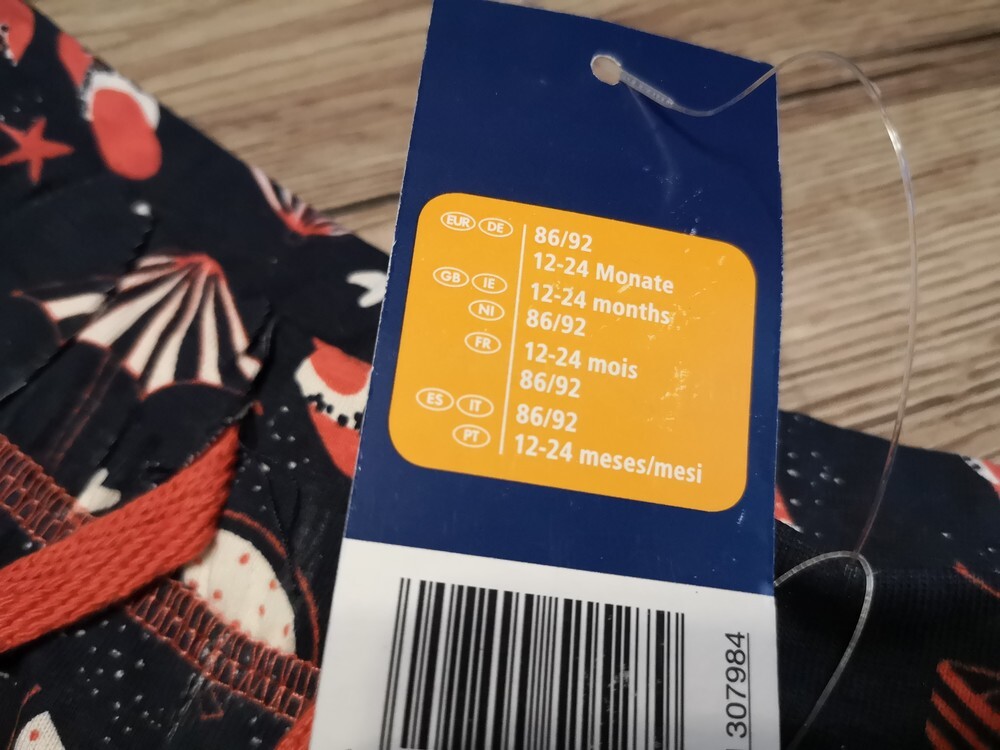 EUR DE 86/92
12-24 Monate
GB IE 12-24 months
NI 86/92
FR 12-24 mois
86/92
ES IT 86/92
PT 12-24 meses/mesi
307984